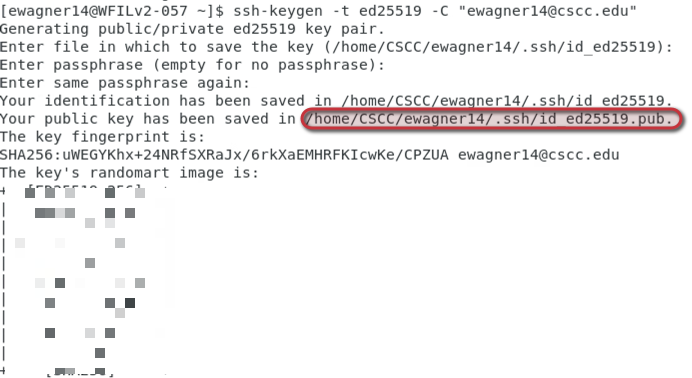 [ewagner14@WFILv2-057 ~]$ ssh-keygen -t ed25519 -C "ewagner14@cscc.edu"
Generating public/private ed25519 key pair.
Enter file in which to save the key (/home/CSCC/ewagner14/.ssh/id_ed25519):
Enter passphrase (empty for no passphrase):
Enter same passphrase again:
Your identification has been saved in /home/CSCC/ewagner14/.ssh/id_ed25519.
Your public key has been saved in /home/CSCC/ewagner14/.ssh/id_ed25519.pub.
The key fingerprint is:
SHA256:uWEGYKhx+24NRfSXRaJx/6rkXaEMHRFKIcwKe/CPZUA ewagner14@cscc.edu
The key's randomart image is: